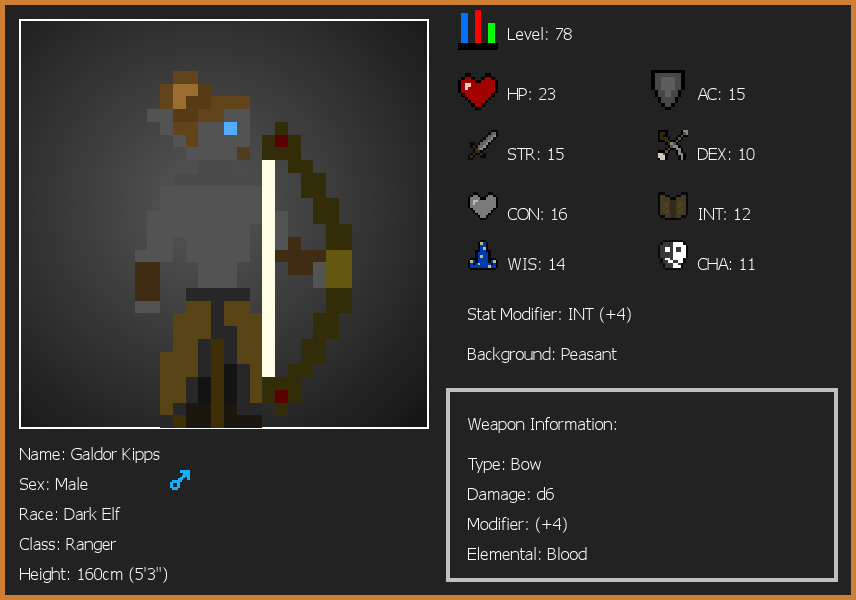 Level: 78
HP: 23
AC: 15
STR: 15
DEX: 10
CON: 16
INT: 12
WIS: 14
CHA: 11
Stat Modifier: INT (+4)
Background: Peasant
Weapon Information:
Type: Bow
Damage: d6
Modifier: (+4)
Elemental: Blood
Name: Galdor Kipps
Sex: Male
Race: Dark Elf
Class: Ranger
Height: 160cm (5'3")